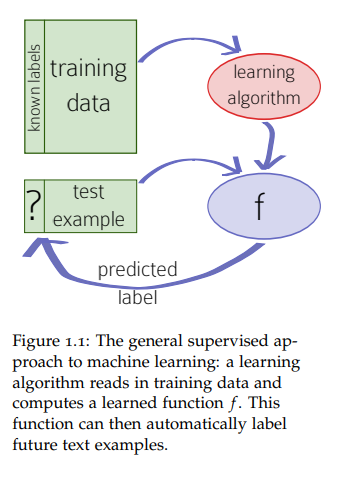 known labels
training
data
learning
algorithm
?
test
example
f
predicted
label
Figure 1.1: The general supervised ap-
proach to machine learning: a learning
algorithm reads in training data and
computes a learned function f. This
function can then automatically label
future text examples.